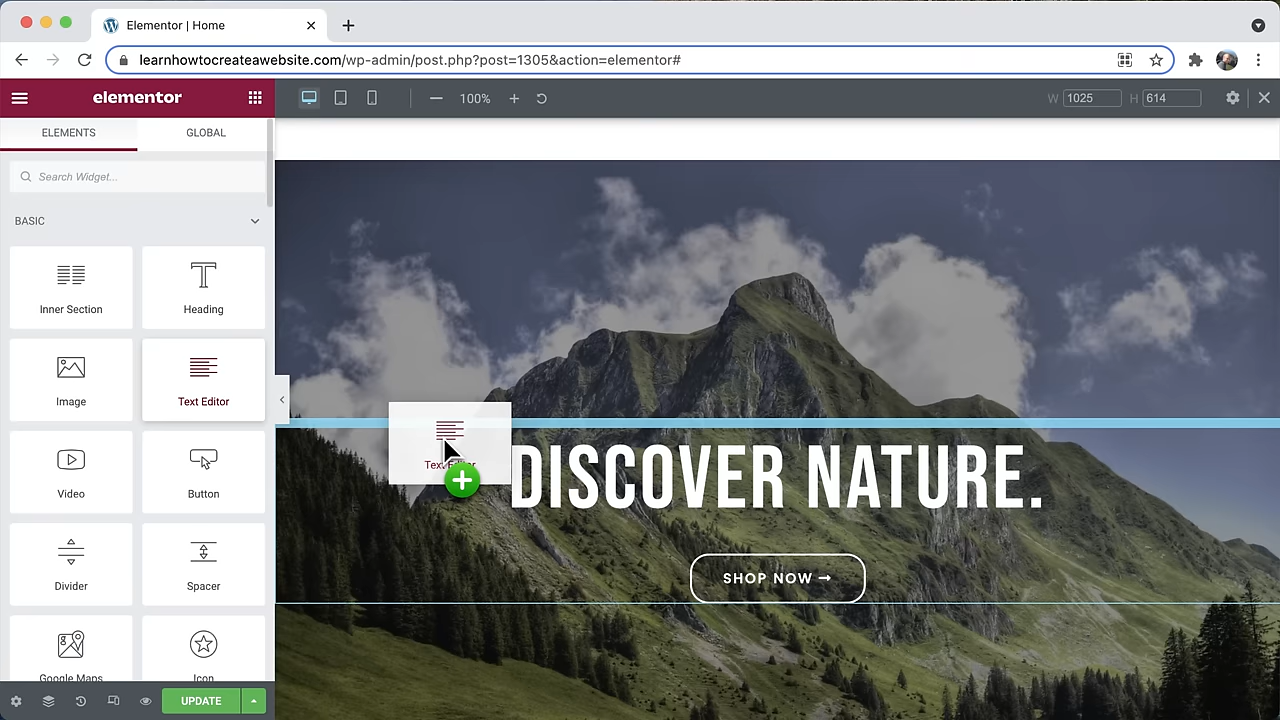 Elementor | Home
learnhowtocreateawebsite.com/wp-admin/post.php?post=1305&action=elementor#
elementor
100%
W 1025 H 614
ELEMENTS GLOBAL
Search Widget...
BASIC
Inner Section Heading
Image Text Editor
Text Editor
DISCOVER NATURE.
Video Button
SHOP NOW →
Divider Spacer
Google Maps Icon
UPDATE